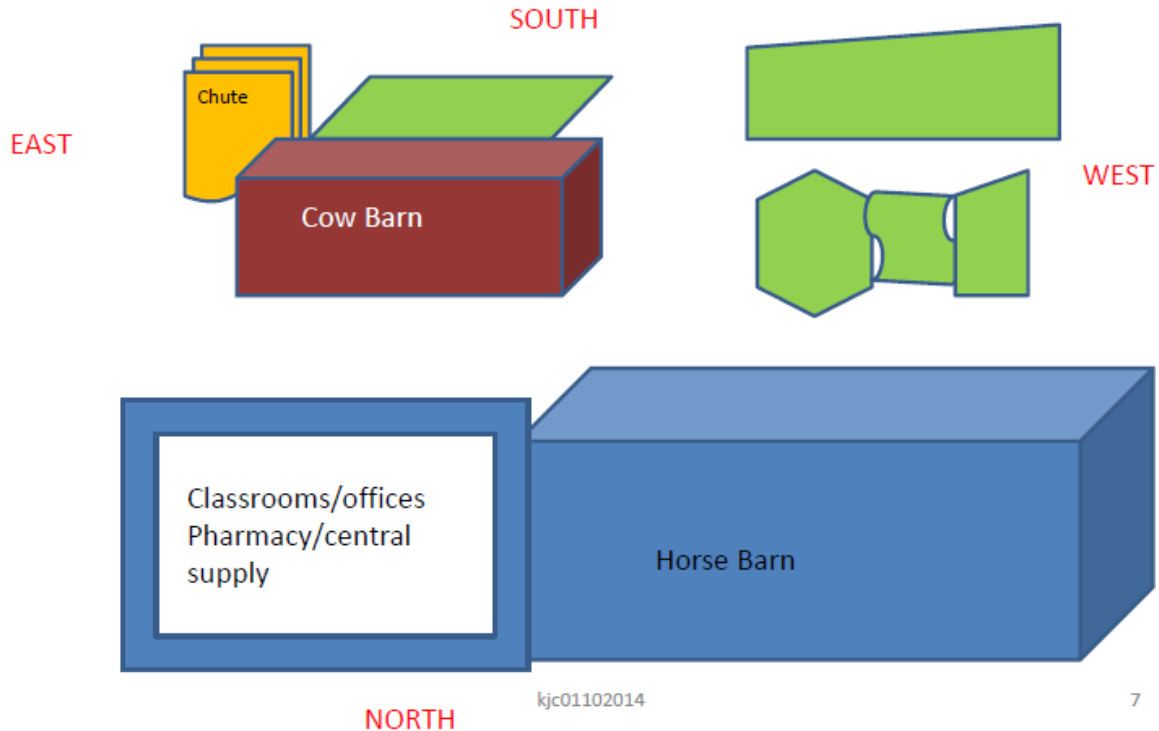 SOUTH
Chute
EAST
WEST
Cow Barn
Classrooms/offices
Pharmacy/central
supply
Horse Barn
kjc01102014
7
NORTH